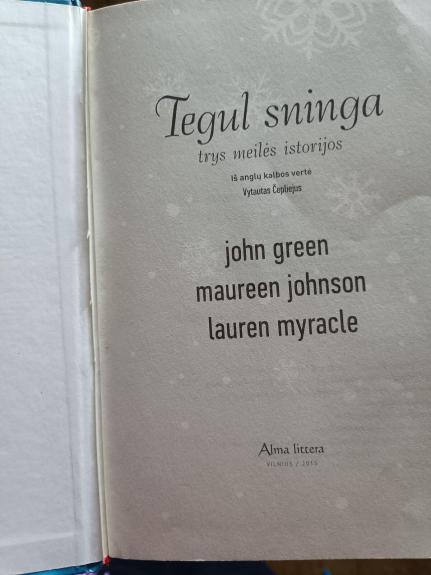 Tegul sninga
trys meilės istorijos
Iš anglų kalbos vertė
Vytautas Čepliejus
john green
maureen johnson
lauren myracle
Alma littera
VILNIUS / 2015